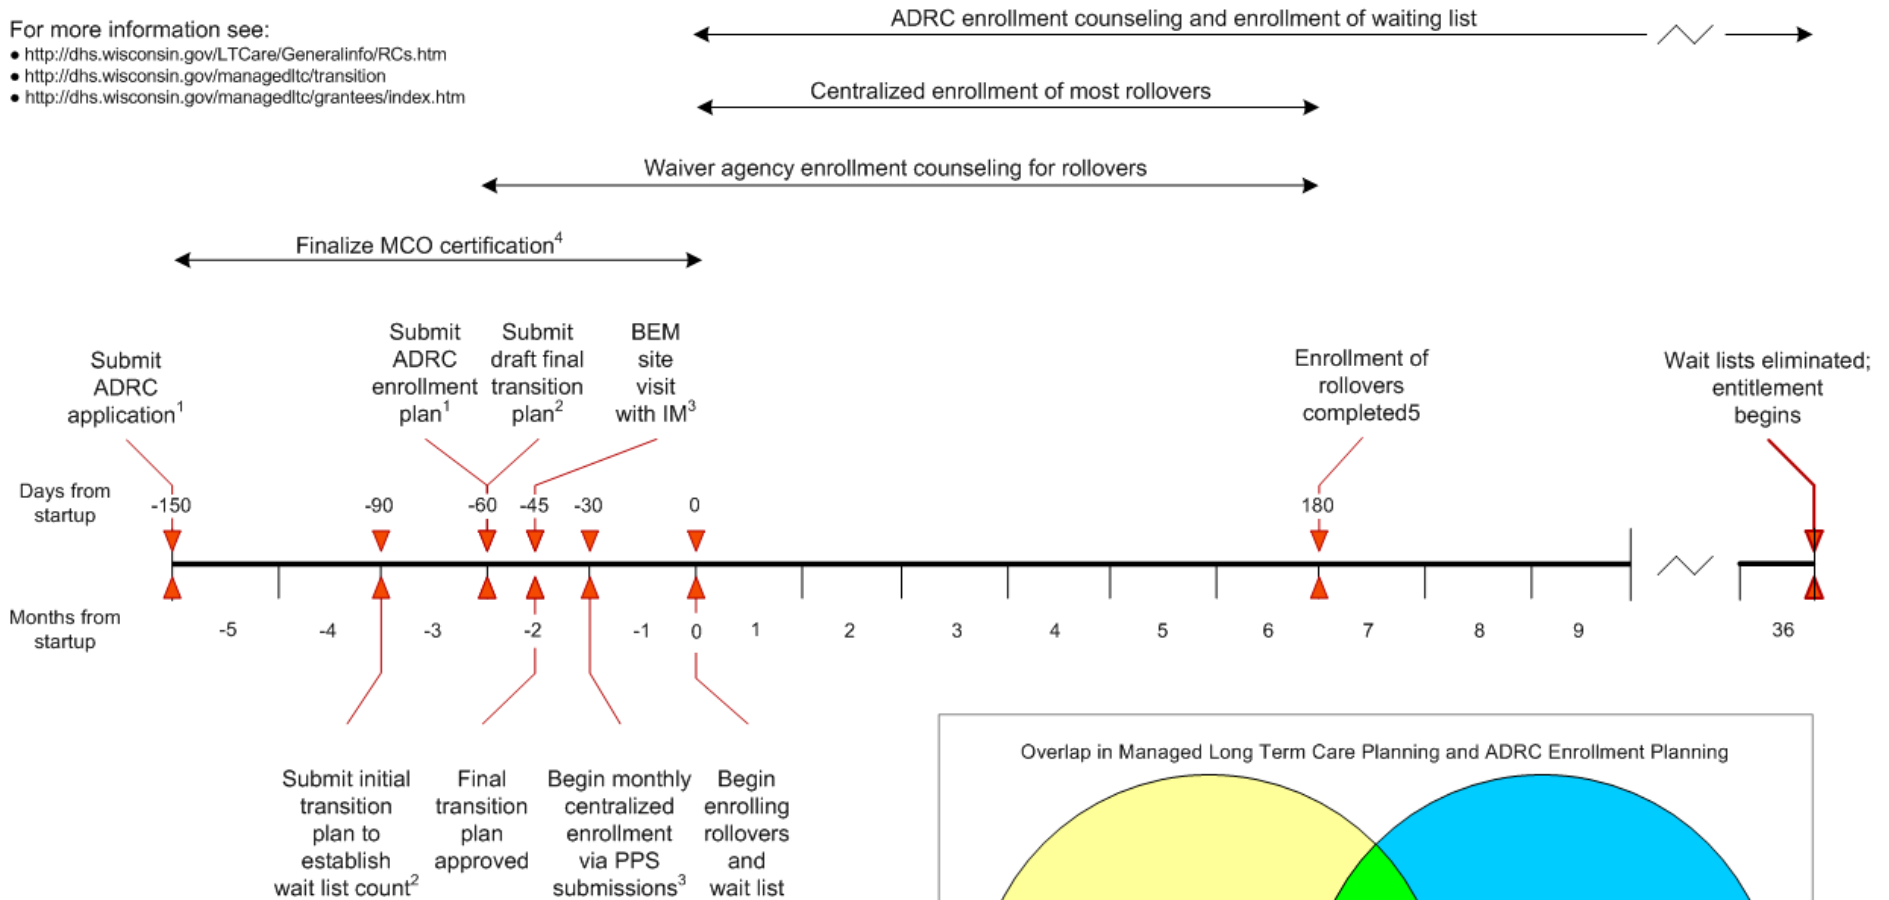 For more information see:
● http://dhs.wisconsin.gov/LTCare/Generalinfo/RCs.htm
● http://dhs.wisconsin.gov/managedltc/transition
● http://dhs.wisconsin.gov/managedltc/grantees/index.htm
ADRC enrollment counseling and enrollment of waiting list
Centralized enrollment of most rollovers
Waiver agency enrollment counseling for rollovers
Finalize MCO certification4
Submit
ADRC
application1
Submit
ADRC
enrollment
plan1
Submit
draft final
transition
plan2
BEM
site
visit
with IM3
Enrollment of
rollovers
completed5
Wait lists eliminated;
entitlement
begins
Days from
startup
-150
-90
-60
-45
-30
0
180
Months from
startup
-5
-4
-3
-2
-1
0
1
2
3
4
5
6
7
8
9
36
Submit initial
transition
plan to
establish
wait list count2
Final
transition
plan
approved
Begin monthly
centralized
enrollment
via PPS
submissions3
Begin
enrolling
rollovers
and
wait list
Overlap in Managed Long Term Care Planning and ADRC Enrollment Planning